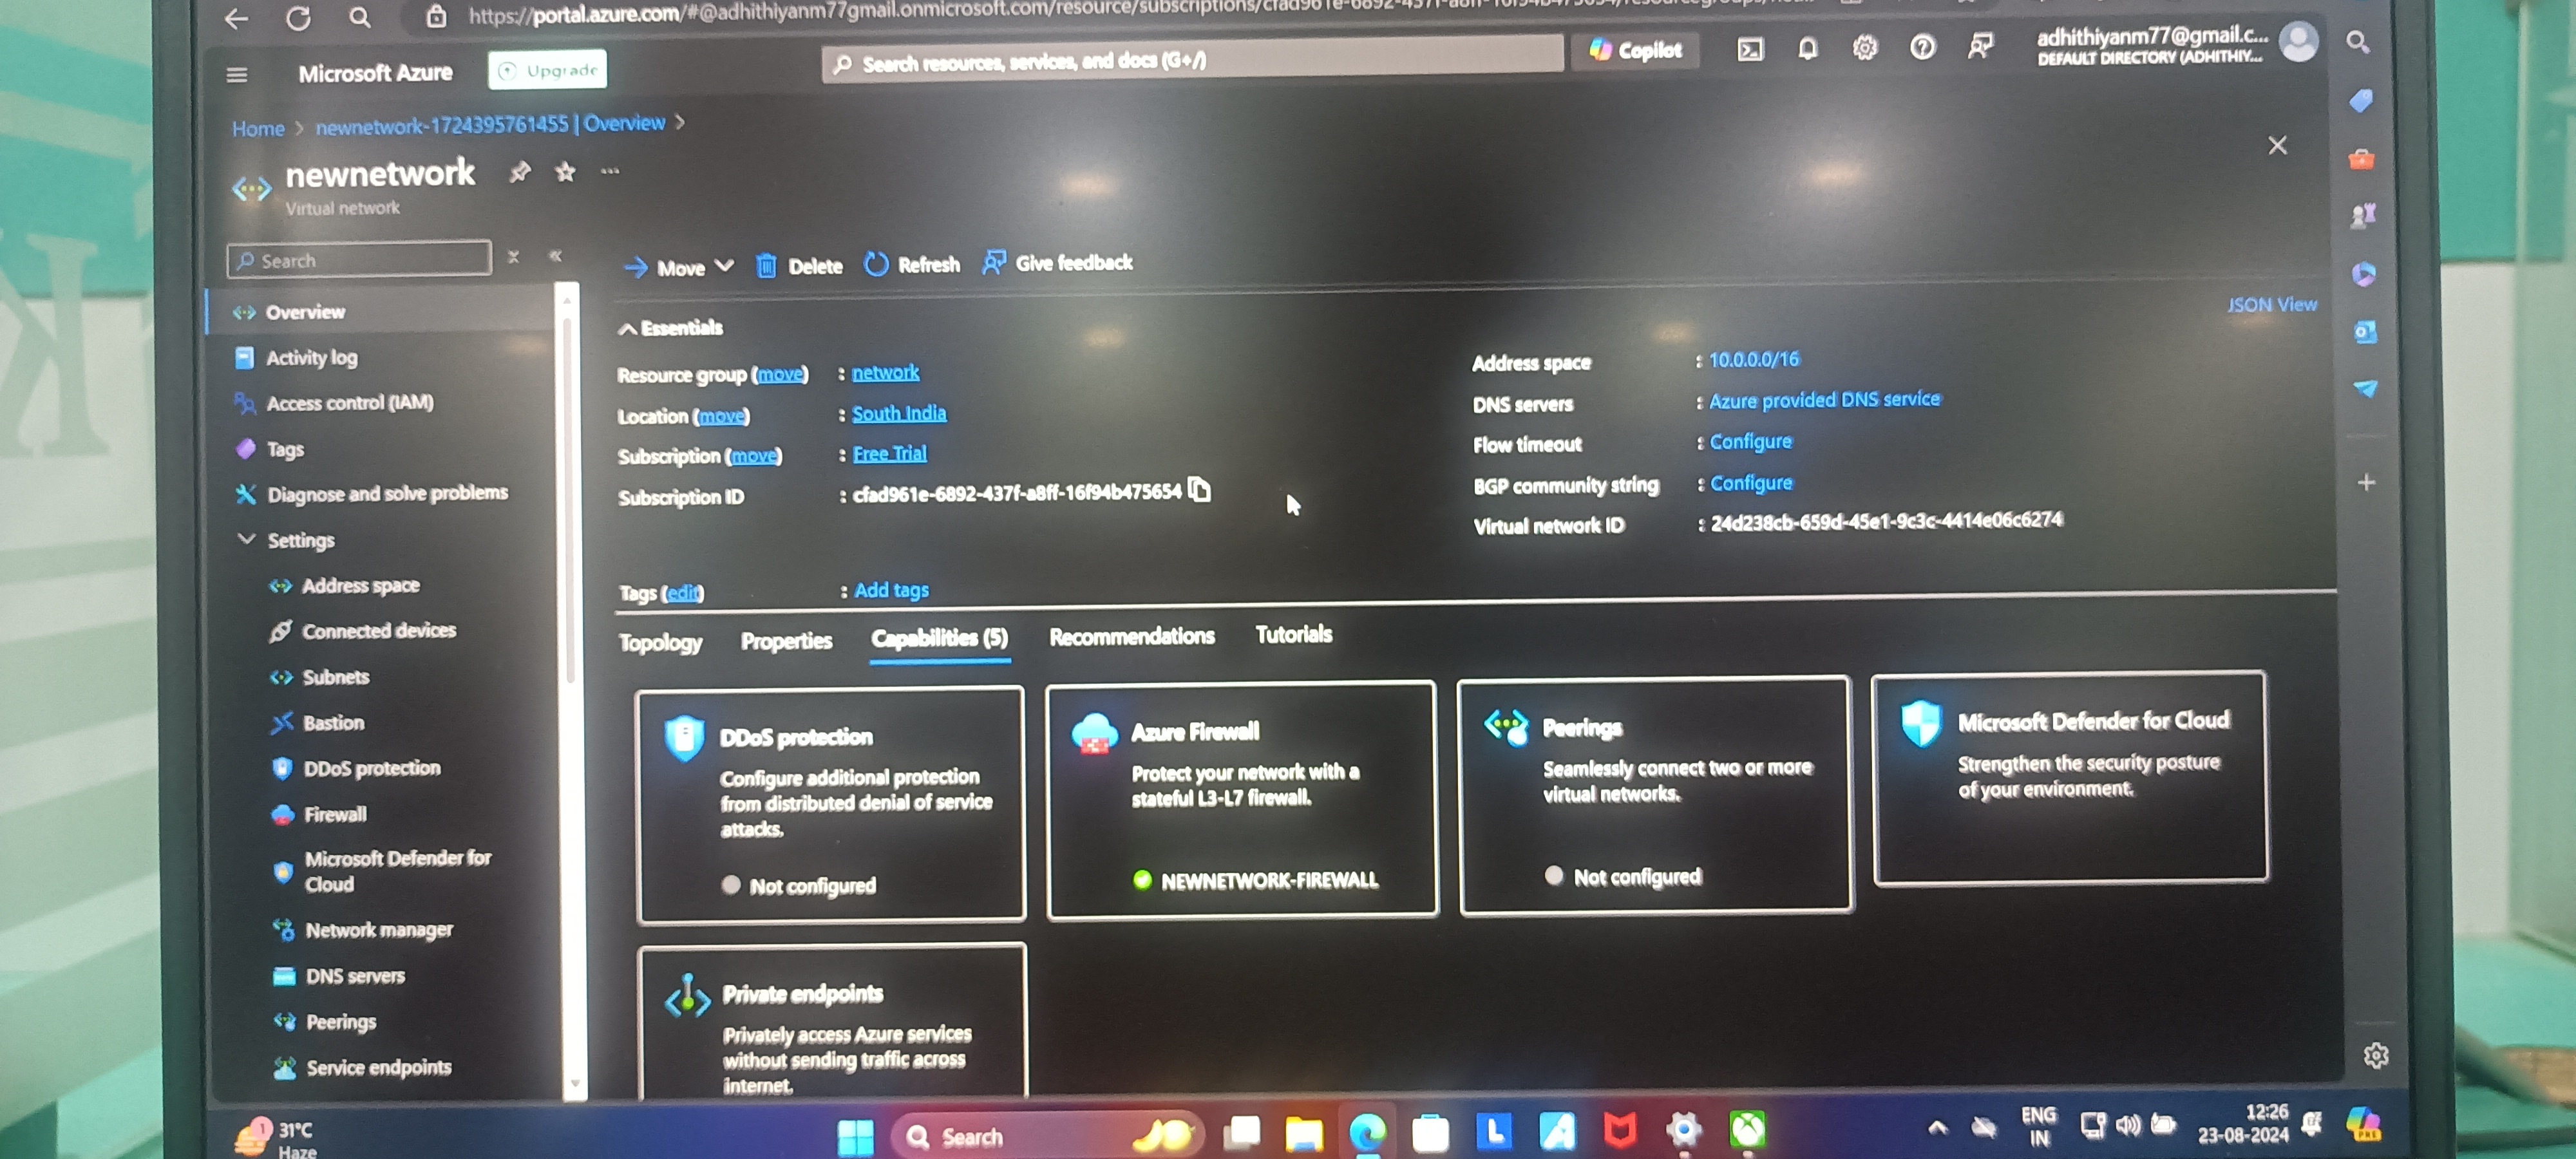 https://portal.azure.com/#@adhithiyanm77gmail.onmicrosoft.com/resource/subscriptions/cfad961e-6892-437f-a8ff-16f94b475654/resourcegroups/
Microsoft Azure
Upgrade
Search resources, services, and docs (G+/)
Copilot
adhithiyanm77@gmail.c...
DEFAULT DIRECTORY (ADHITHIY...
Home > newnetwork-1724395761455 | Overview >
newnetwork
Virtual network
Search
Move
Delete
Refresh
Give feedback
JSON View
Overview
Activity log
Access control (IAM)
Tags
Diagnose and solve problems
Settings
Address space
Connected devices
Subnets
Bastion
DDoS protection
Firewall
Microsoft Defender for
Cloud
Network manager
DNS servers
Peerings
Service endpoints
Essentials
Resource group (move) : network
Location (move) : South India
Subscription (move) : Free Trial
Subscription ID : cfad961e-6892-437f-a8ff-16f94b475654
Address space : 10.0.0.0/16
DNS servers : Azure provided DNS service
Flow timeout : Configure
BGP community string : Configure
Virtual network ID : 24d238cb-659d-45e1-9c3c-4414e06c6274
Tags (edit) : Add tags
Topology Properties Capabilities (5) Recommendations Tutorials
DDoS protection
Configure additional protection
from distributed denial of service
attacks.
Not configured
Azure Firewall
Protect your network with a
stateful L3-L7 firewall.
NEWNETWORK-FIREWALL
Peerings
Seamlessly connect two or more
virtual networks.
Not configured
Microsoft Defender for Cloud
Strengthen the security posture
of your environment.
Private endpoints
Privately access Azure services
without sending traffic across
internet.
1
31°C
Haze
Search
L
ENG
IN
12:26
23-08-2024
PRE